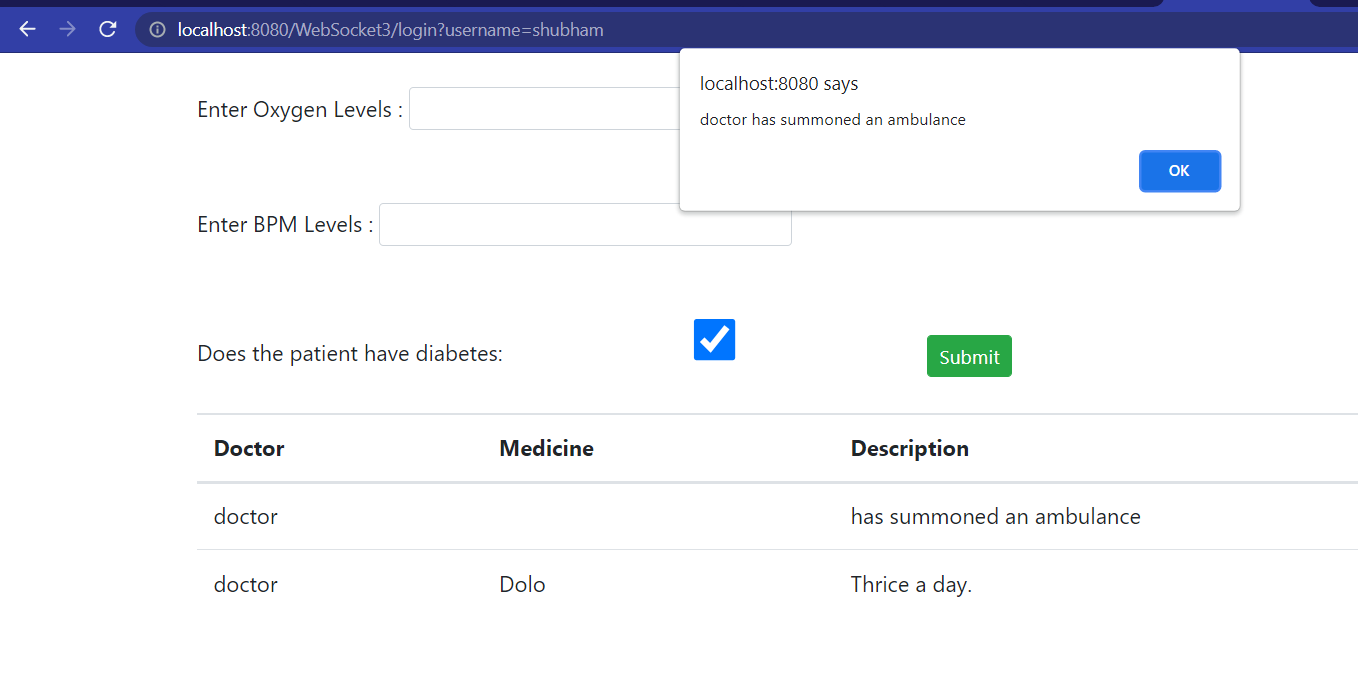 localhost:8080/WebSocket3/login?username=shubham
localhost:8080 says
doctor has summoned an ambulance
OK
Enter Oxygen Levels :
Enter BPM Levels :
Does the patient have diabetes:
Submit
Doctor Medicine Description
doctor has summoned an ambulance
doctor Dolo Thrice a day.